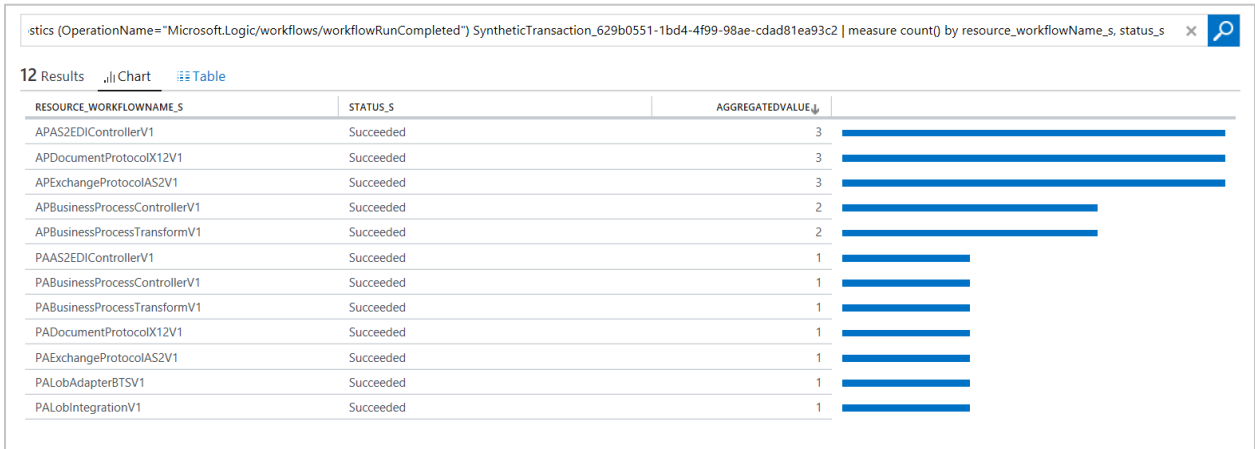 stics (OperationName="Microsoft.Logic/workflows/workflowRunCompleted") SyntheticTransaction_629b0551-1bd4-4f99-98ae-cdad81ea93c2 | measure count() by resource_workflowName_s, status_s
12 Results Chart Table
RESOURCE_WORKFLOWNAME_S STATUS_S AGGREGATEDVALUE
APAS2EDIControllerV1 Succeeded 3
APDocumentProtocolX12V1 Succeeded 3
APExchangeProtocolAS2V1 Succeeded 3
APBusinessProcessControllerV1 Succeeded 2
APBusinessProcessTransformV1 Succeeded 2
PAAS2EDIControllerV1 Succeeded 1
PABusinessProcessControllerV1 Succeeded 1
PABusinessProcessTransformV1 Succeeded 1
PADocumentProtocolX12V1 Succeeded 1
PAExchangeProtocolAS2V1 Succeeded 1
PALobAdapterBTSV1 Succeeded 1
PALobIntegrationV1 Succeeded 1